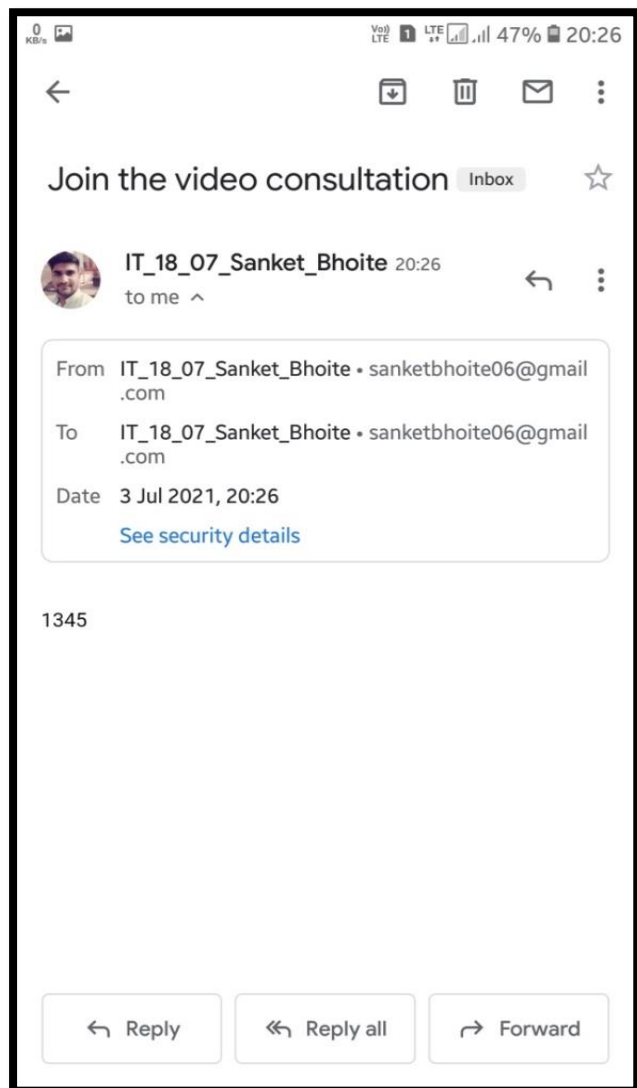 0
KB/s
Vo))
LTE 1 LTE 47% 20:26
Join the video consultation Inbox
IT_18_07_Sanket_Bhoite 20:26
to me
From IT_18_07_Sanket_Bhoite • sanketbhoite06@gmail
.com
To IT_18_07_Sanket_Bhoite • sanketbhoite06@gmail
.com
Date 3 Jul 2021, 20:26
See security details
1345
Reply Reply all Forward